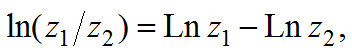 ln(z₁/z₂) = Ln z₁ − Ln z₂,